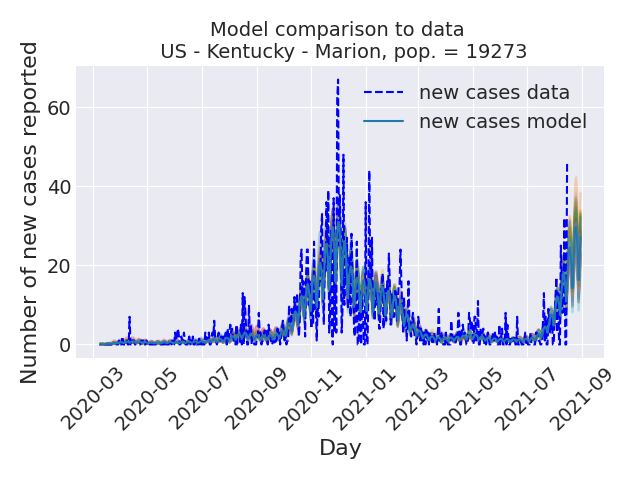 Model comparison to data
US - Kentucky - Marion, pop. = 19273
Number of new cases reported
60
40
20
0
new cases data
new cases model
2020-03
2020-05
2020-07
2020-09
2020-11
2021-01
2021-03
2021-05
2021-07
2021-09
Day